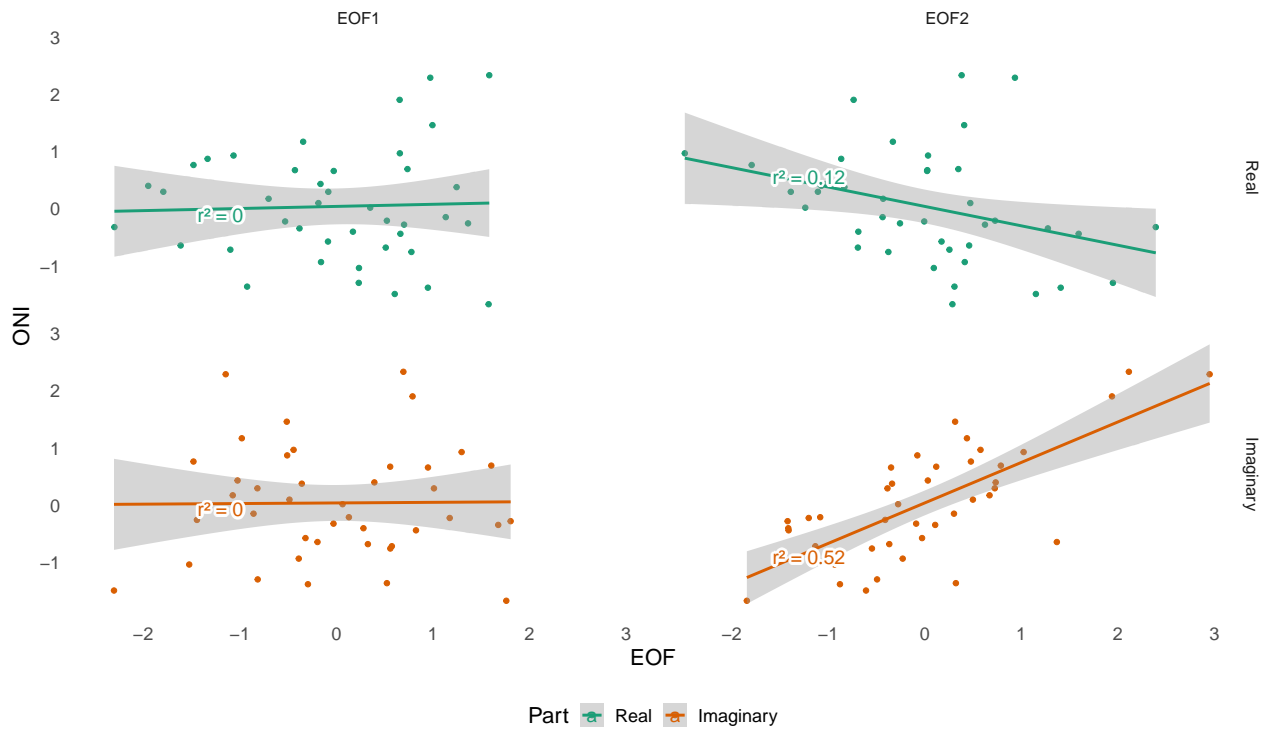 EOF1
EOF2
3
2
1
0
−1
r² = 0
r² = 0.12
Real
ONI
3
2
1
0
−1
r² = 0
r² = 0.52
Imaginary
−2 −1 0 1 2 3
−2 −1 0 1 2 3
EOF
Part a Real a Imaginary